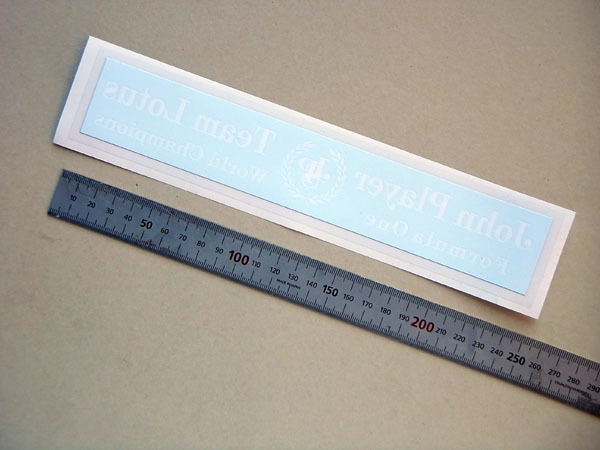 John Player JP Team Lotus
Formula One World Champions
10 20 30 40 50 60 70 80 90 100 110 120 130 140 150 160 170 180 190 200 210 220 230 240 250 260 270 280 290